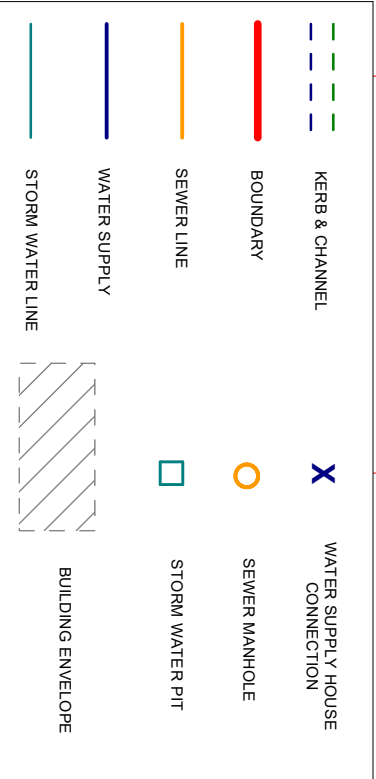 KERB & CHANNEL
BOUNDARY
SEWER LINE
WATER SUPPLY
STORM WATER LINE
X
WATER SUPPLY HOUSE
CONNECTION
SEWER MANHOLE
STORM WATER PIT
BUILDING ENVELOPE